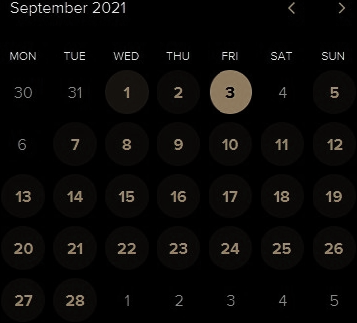 September 2021
MON TUE WED THU FRI SAT SUN
30 31 1 2 3 4 5
6 7 8 9 10 11 12
13 14 15 16 17 18 19
20 21 22 23 24 25 26
27 28 1 2 3 4 5